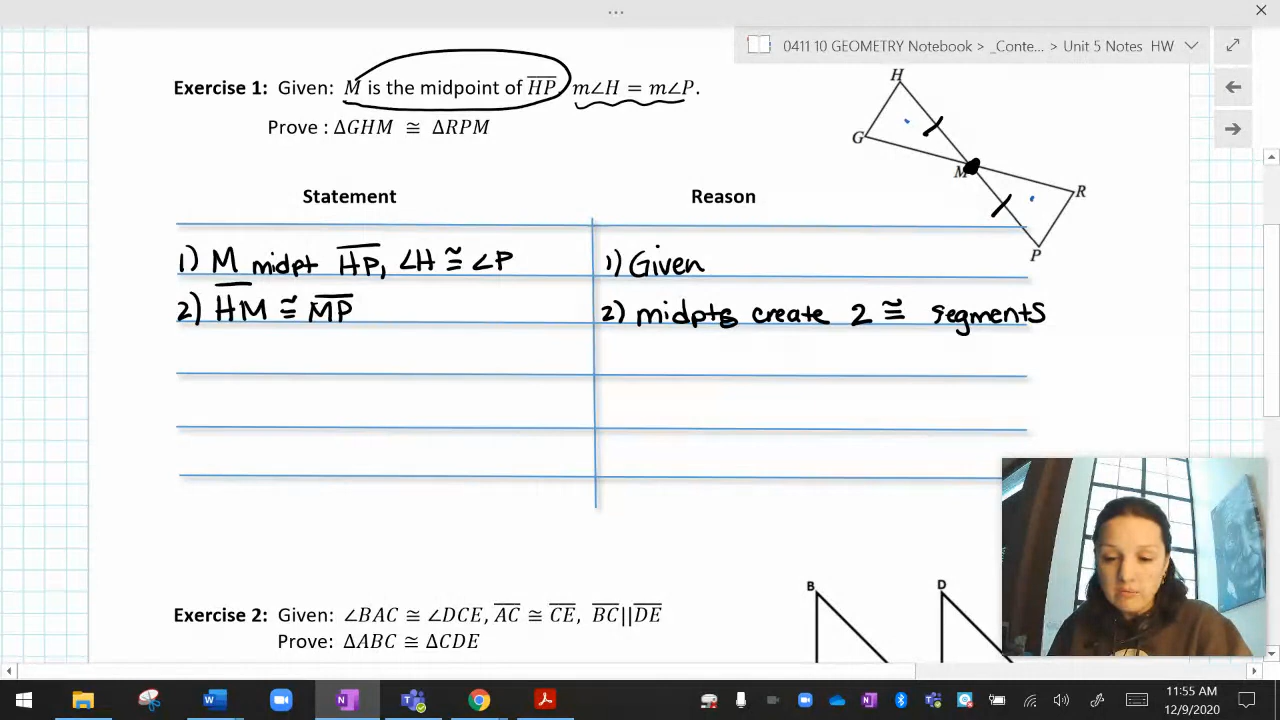 0411 10 GEOMETRY Notebook > _Conte... > Unit 5 Notes HW
Exercise 1: Given: M is the midpoint of HP, m∠H = m∠P.
Prove : ΔGHM ≅ ΔRPM
H
G
M
R
P
Statement
Reason
1) M midpt HP, ∠H ≅ ∠P
1) Given
2) HM ≅ MP
2) midpts create 2 ≅ segments
Exercise 2: Given: ∠BAC ≅ ∠DCE, AC ≅ CE, BC||DE
Prove: ΔABC ≅ ΔCDE
B
D
11:55 AM
12/9/2020